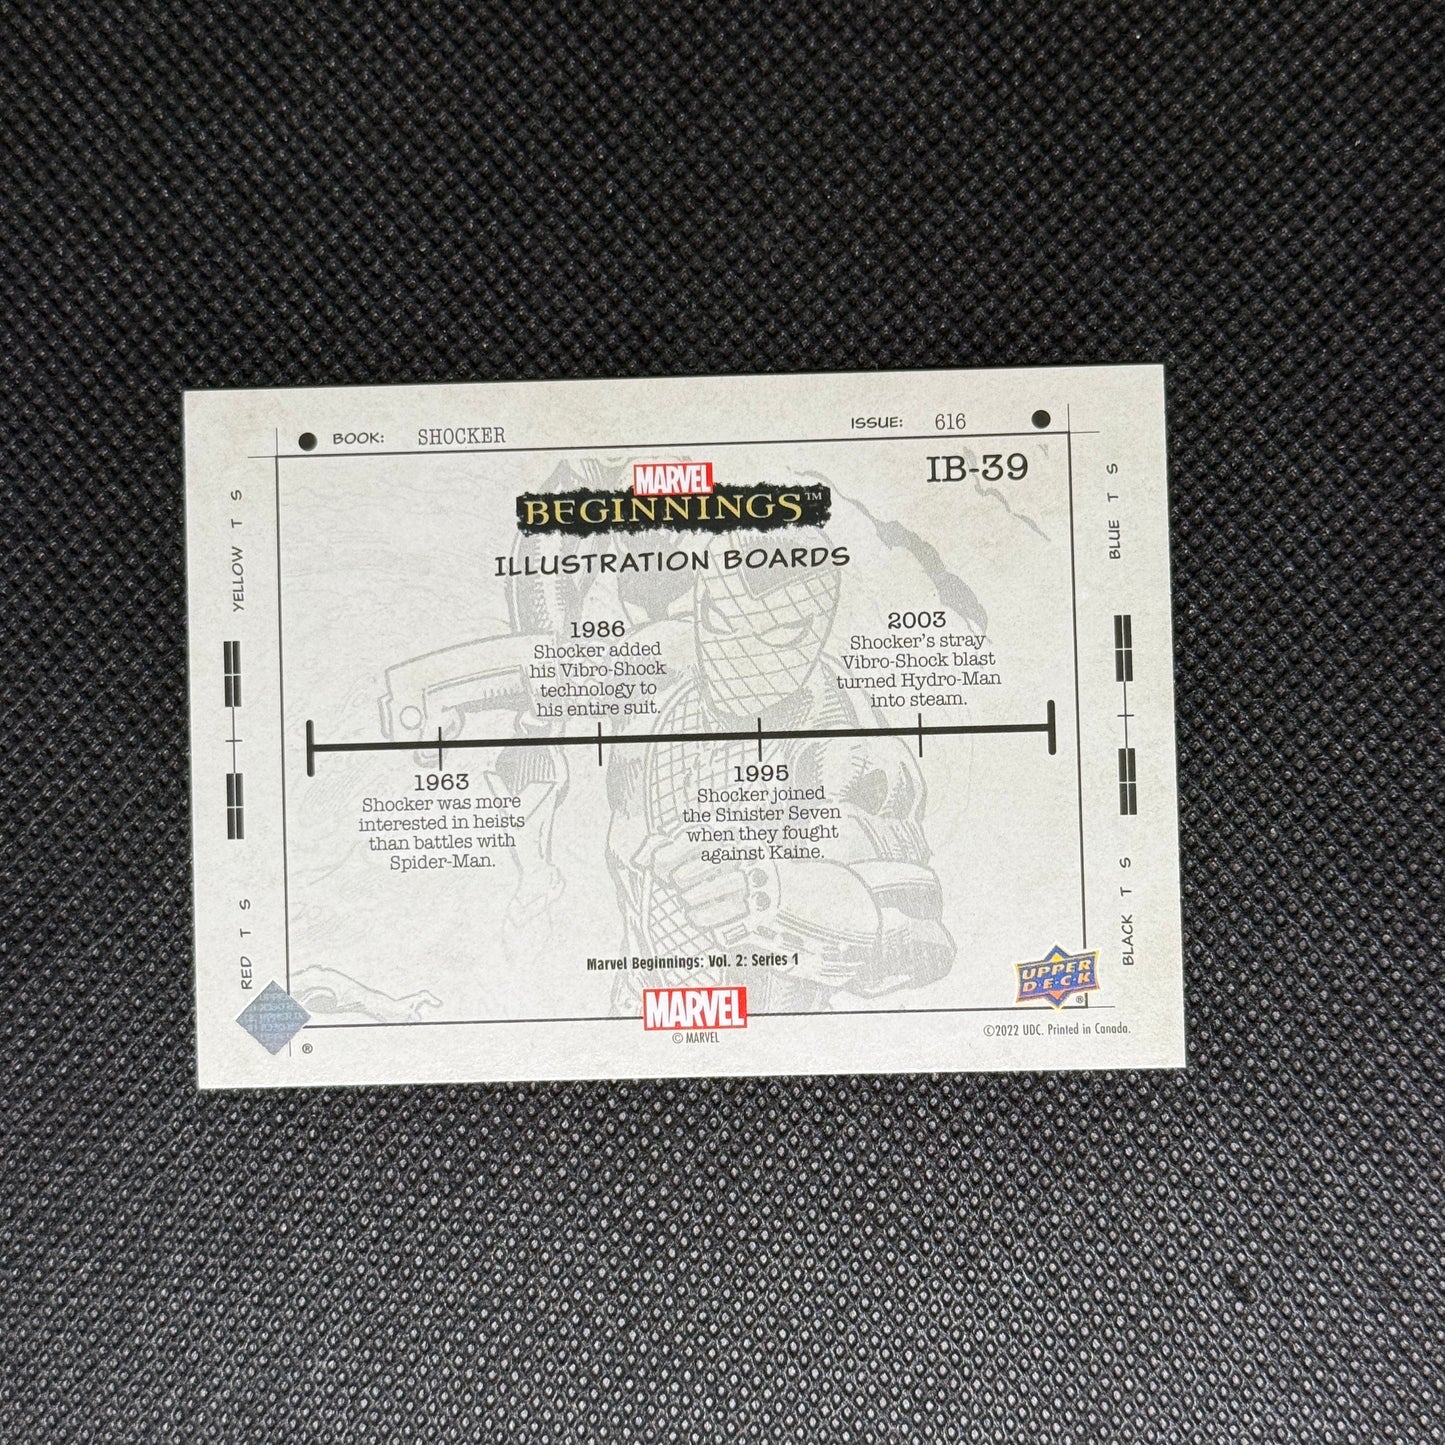 BOOK: SHOCKER
ISSUE: 616
IB-39
MARVEL
BEGINNINGS™
ILLUSTRATION BOARDS
1986
Shocker added
his Vibro-Shock
technology to
his entire suit.
2003
Shocker's stray
Vibro-Shock blast
turned Hydro-Man
into steam.
1963
Shocker was more
interested in heists
than battles with
Spider-Man.
1995
Shocker joined
the Sinister Seven
when they fought
against Kaine.
YELLOW T S
RED T S
BLUE T S
BLACK T S
Marvel Beginnings: Vol. 2: Series 1
MARVEL
© MARVEL
UPPER
D·E·C·K
®
©2022 UDC. Printed in Canada.
®